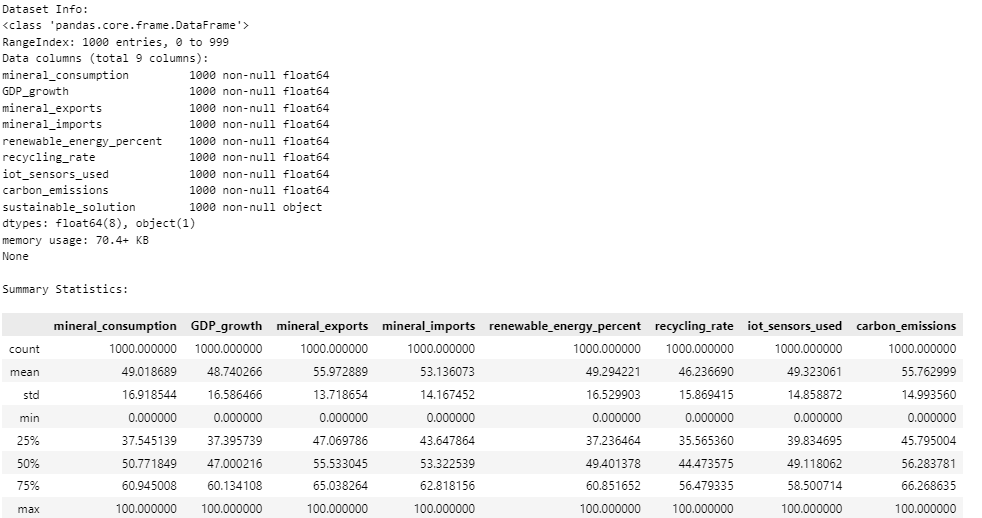 Dataset Info:
<class 'pandas.core.frame.DataFrame'>
RangeIndex: 1000 entries, 0 to 999
Data columns (total 9 columns):
mineral_consumption 1000 non-null float64
GDP_growth 1000 non-null float64
mineral_exports 1000 non-null float64
mineral_imports 1000 non-null float64
renewable_energy_percent 1000 non-null float64
recycling_rate 1000 non-null float64
iot_sensors_used 1000 non-null float64
carbon_emissions 1000 non-null float64
sustainable_solution 1000 non-null object
dtypes: float64(8), object(1)
memory usage: 70.4+ KB
None
Summary Statistics:
mineral_consumption GDP_growth mineral_exports mineral_imports renewable_energy_percent recycling_rate iot_sensors_used carbon_emissions
count 1000.000000 1000.000000 1000.000000 1000.000000 1000.000000 1000.000000 1000.000000 1000.000000
mean 49.018689 48.740266 55.972889 53.136073 49.294221 46.236690 49.323061 55.762999
std 16.918544 16.586466 13.718654 14.167452 16.529903 15.869415 14.858872 14.993560
min 0.000000 0.000000 0.000000 0.000000 0.000000 0.000000 0.000000 0.000000
25% 37.545139 37.395739 47.069786 43.647864 37.236464 35.565360 39.834695 45.795004
50% 50.771849 47.000216 55.533045 53.322539 49.401378 44.473575 49.118062 56.283781
75% 60.945008 60.134108 65.038264 62.818156 60.851652 56.479335 58.500714 66.268635
max 100.000000 100.000000 100.000000 100.000000 100.000000 100.000000 100.000000 100.000000